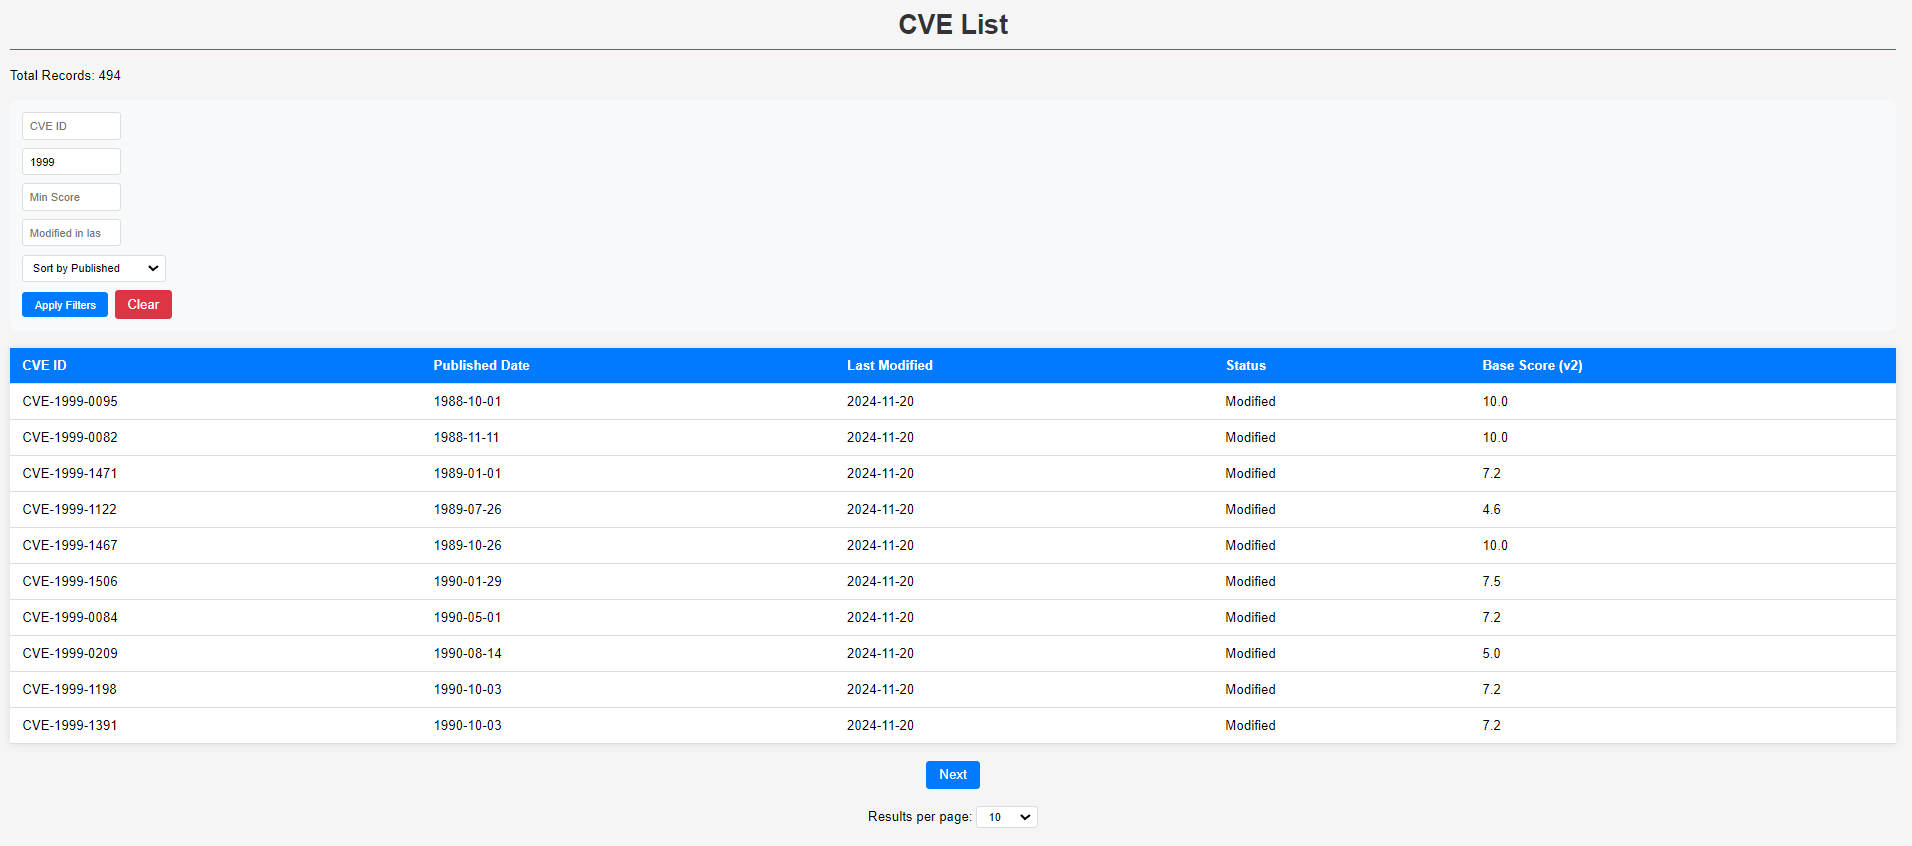 CVE List
Total Records: 494
CVE ID
1999
Min Score
Modified in las
Sort by Published
Apply Filters Clear
CVE ID Published Date Last Modified Status Base Score (v2)
CVE-1999-0095 1988-10-01 2024-11-20 Modified 10.0
CVE-1999-0082 1988-11-11 2024-11-20 Modified 10.0
CVE-1999-1471 1989-01-01 2024-11-20 Modified 7.2
CVE-1999-1122 1989-07-26 2024-11-20 Modified 4.6
CVE-1999-1467 1989-10-26 2024-11-20 Modified 10.0
CVE-1999-1506 1990-01-29 2024-11-20 Modified 7.5
CVE-1999-0084 1990-05-01 2024-11-20 Modified 7.2
CVE-1999-0209 1990-08-14 2024-11-20 Modified 5.0
CVE-1999-1198 1990-10-03 2024-11-20 Modified 7.2
CVE-1999-1391 1990-10-03 2024-11-20 Modified 7.2
Next
Results per page: 10